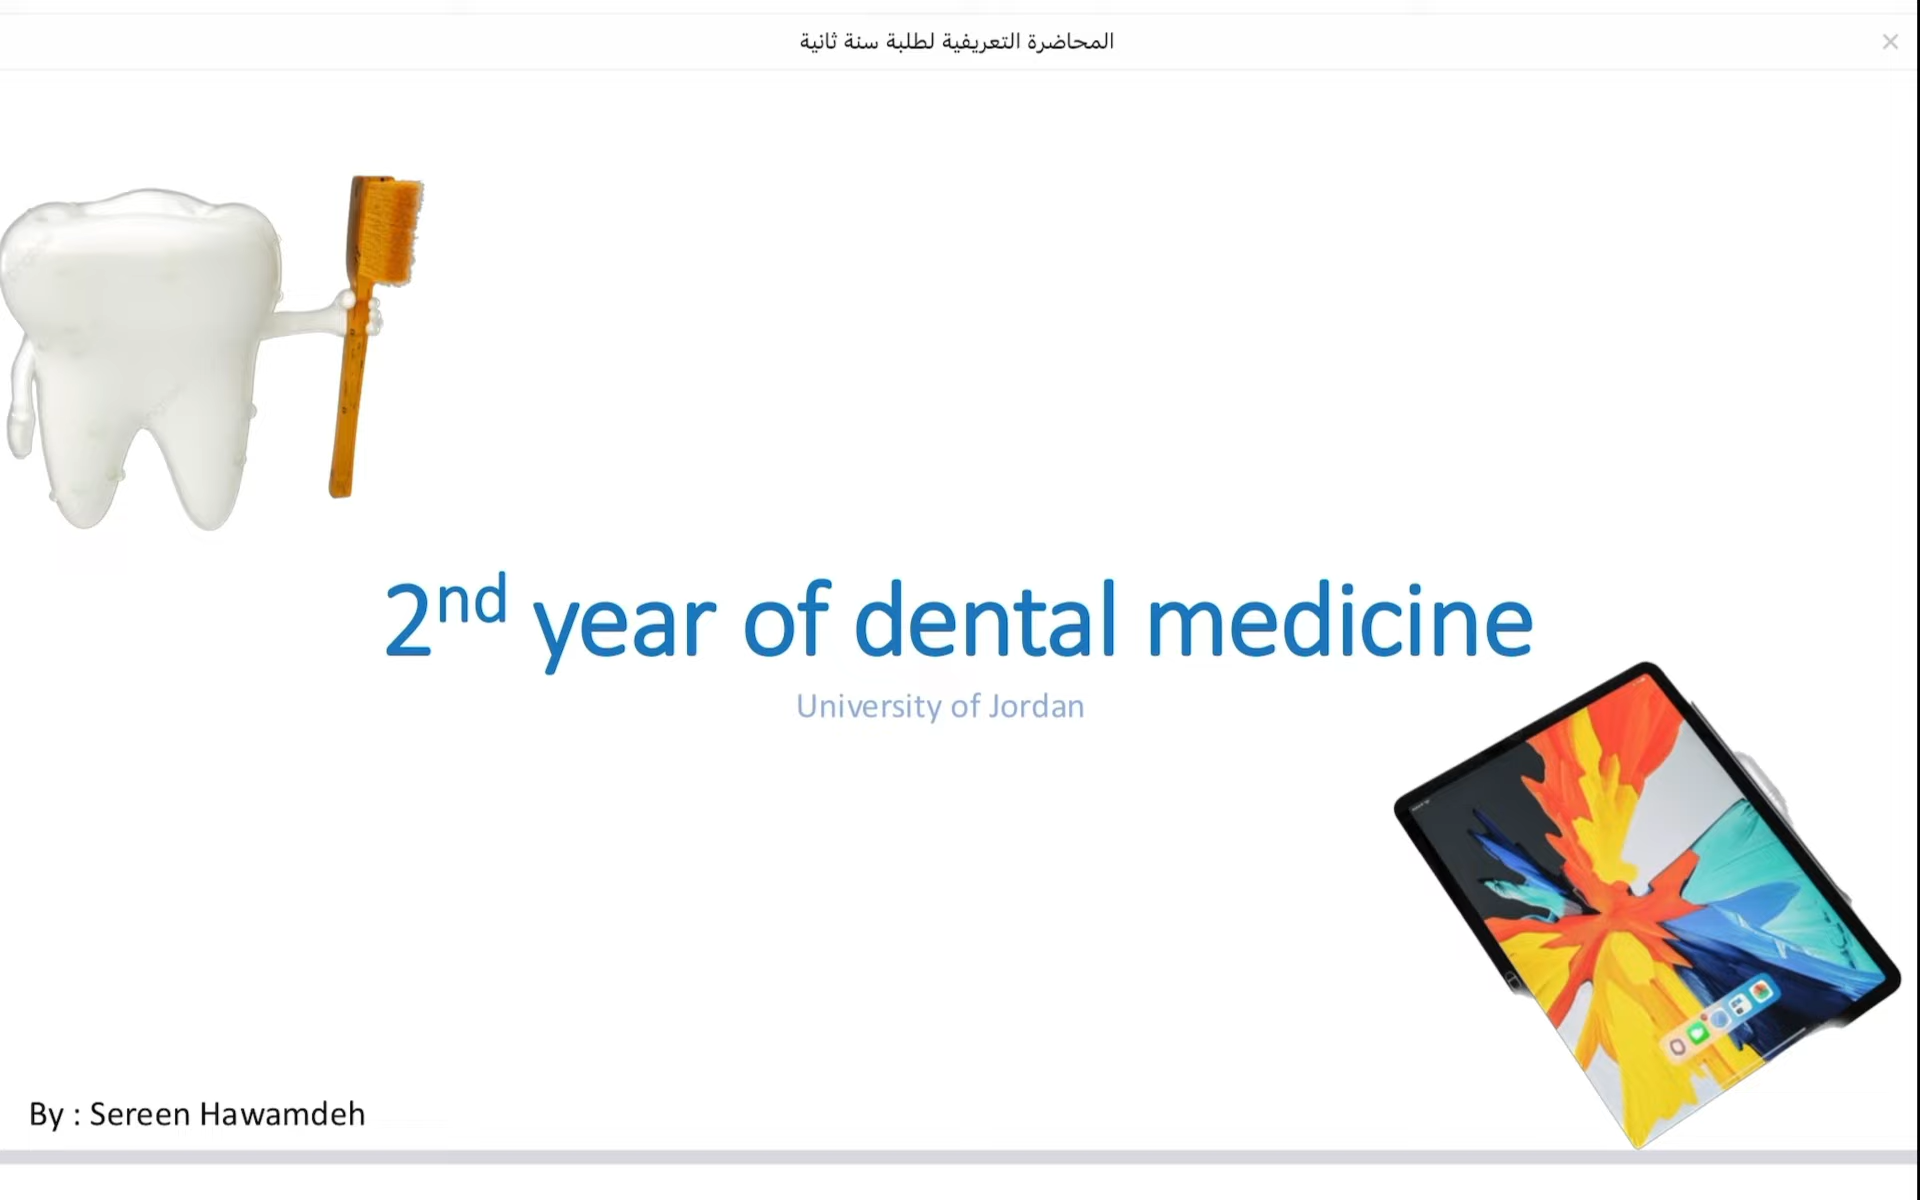 المحاضرة التعريفية لطلبة سنة ثانية
2nd year of dental medicine
University of Jordan
By : Sereen Hawamdeh